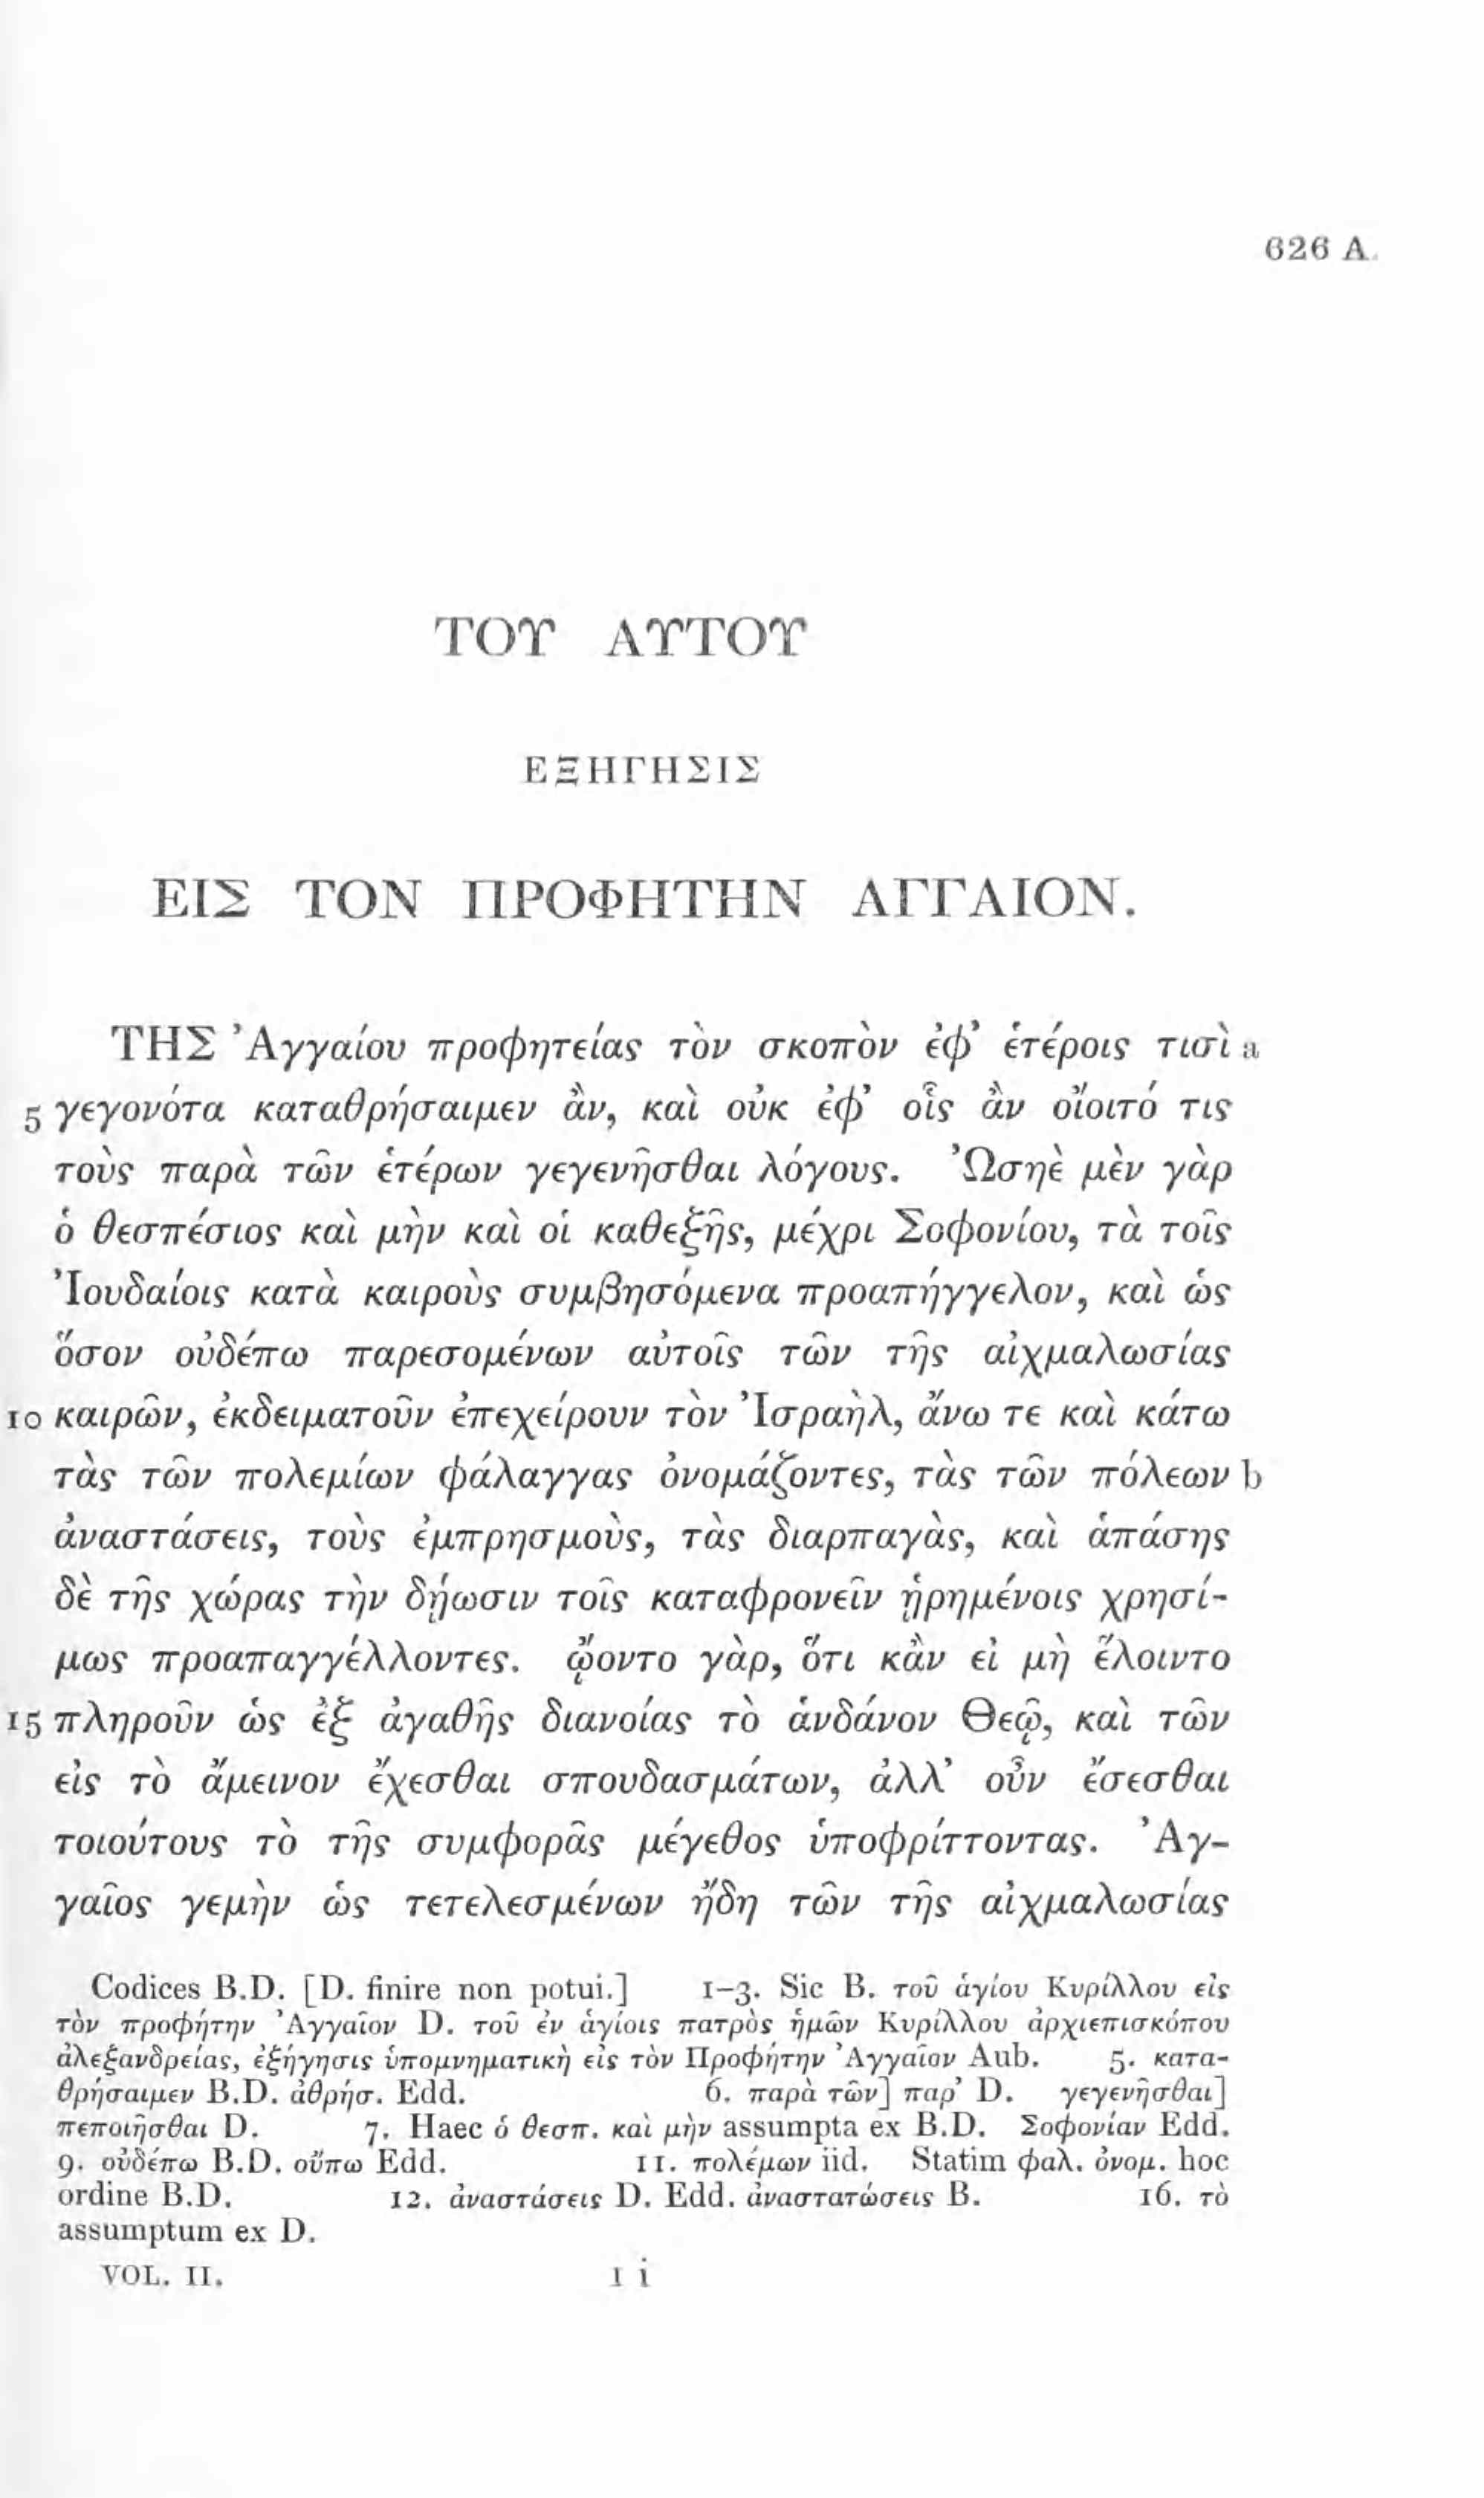 626 A.
ΤΟΥ ΑΥΤΟΥ
ΕΞΗΓΗΣΙΣ
ΕΙΣ ΤΟΝ ΠΡΟΦΗΤΗΝ ΑΓΓΑΙΟΝ.
ΤΗΣ Ἀγγαίου προφητείας τὸν σκοπὸν ἐφ’ ἑτέροις τισὶ a
5 γεγονότα καταθρήσαιμεν ἂν, καὶ οὐκ ἐφ’ οἷς ἂν οἴοιτό τις
τοὺς παρὰ τῶν ἑτέρων γεγενῆσθαι λόγους. Ὠσηὲ μὲν γὰρ
ὁ θεσπέσιος καὶ μὴν καὶ οἱ καθεξῆς, μέχρι Σοφονίου, τὰ τοῖς
Ἰουδαίοις κατὰ καιροὺς συμβησόμενα προαπήγγελον, καὶ ὡς
ὅσον οὐδέπω παρεσομένων αὐτοῖς τῶν τῆς αἰχμαλωσίας
10 καιρῶν, ἐκδειματοῦν ἐπεχείρουν τὸν Ἰσραὴλ, ἄνω τε καὶ κάτω
τὰς τῶν πολεμίων φάλαγγας ὀνομάζοντες, τὰς τῶν πόλεων b
ἀναστάσεις, τοὺς ἐμπρησμοὺς, τὰς διαρπαγὰς, καὶ ἁπάσης
δὲ τῆς χώρας τὴν δῄωσιν τοῖς καταφρονεῖν ᾑρημένοις χρησί-
μως προαπαγγέλλοντες. ᾤοντο γὰρ, ὅτι κἂν εἰ μὴ ἕλοιντο
15 πληροῦν ὡς ἐξ ἀγαθῆς διανοίας τὸ ἁνδάνον Θεῷ, καὶ τῶν
εἰς τὸ ἄμεινον ἔχεσθαι σπουδασμάτων, ἀλλ’ οὖν ἔσεσθαι
τοιούτους τὸ τῆς συμφορᾶς μέγεθος ὑποφρίττοντας. Ἀγ-
γαῖος γεμὴν ὡς τετελεσμένων ἤδη τῶν τῆς αἰχμαλωσίας
Codices B.D. [D. finire non potui.] 1-3. Sic B. τοῦ ἁγίου Κυρίλλου εἰς
τὸν προφήτην Ἀγγαῖον D. τοῦ ἐν ἁγίοις πατρὸς ἡμῶν Κυρίλλου ἀρχιεπισκόπου
ἀλεξανδρείας, ἐξήγησις ὑπομνηματικὴ εἰς τὸν Προφήτην Ἀγγαῖον Aub. 5. κατα-
θρήσαιμεν B.D. ἀθρήσ. Edd. 6. παρὰ τῶν] παρ’ D. γεγενῆσθαι]
πεποιῆσθαι D. 7. Haec ὁ θεσπ. καὶ μὴν assumpta ex B.D. Σοφονίαν Edd.
9. οὐδέπω B.D. οὔπω Edd. 11. πολέμων iid. Statim φαλ. ὀνομ. hoc
ordine B.D. 12. ἀναστάσεις D. Edd. ἀναστατώσεις B. 16. τὸ
assumptum ex D.
VOL. II. I i